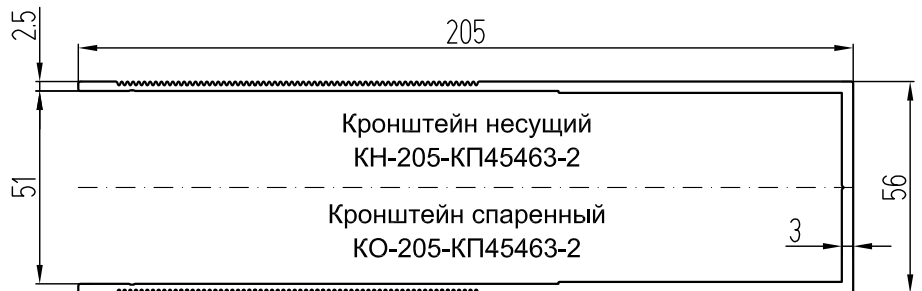 205
2.5
Кронштейн несущий
КН-205-КП45463-2
51
56
Кронштейн спаренный
КО-205-КП45463-2
3